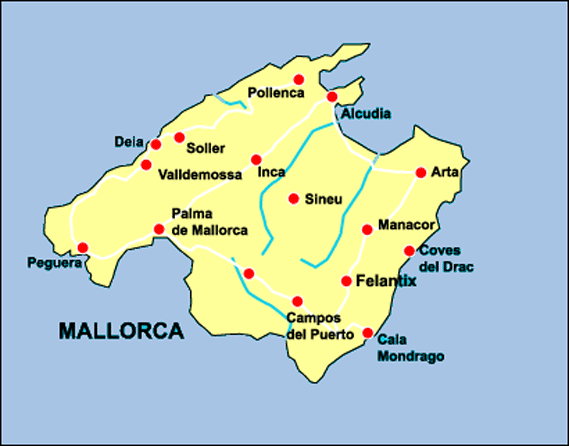 Pollenca
Alcudia
Deia
Soller
Valldemossa
Inca
Arta
Sineu
Palma
de Mallorca
Manacor
Coves
del Drac
Peguera
Felantix
Campos
del Puerto
MALLORCA
Cala
Mondrago